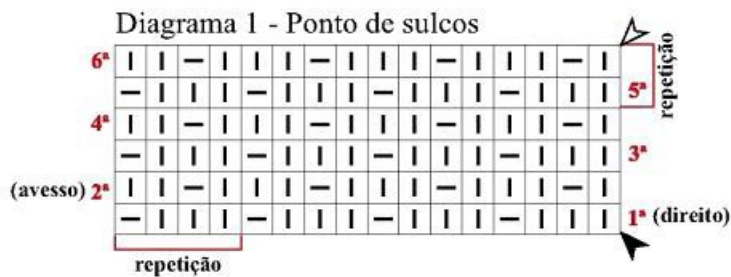 Diagrama 1 - Ponto de sulcos
6ª
repetição
5ª
4ª
3ª
(avesso) 2ª
1ª (direito)
repetição